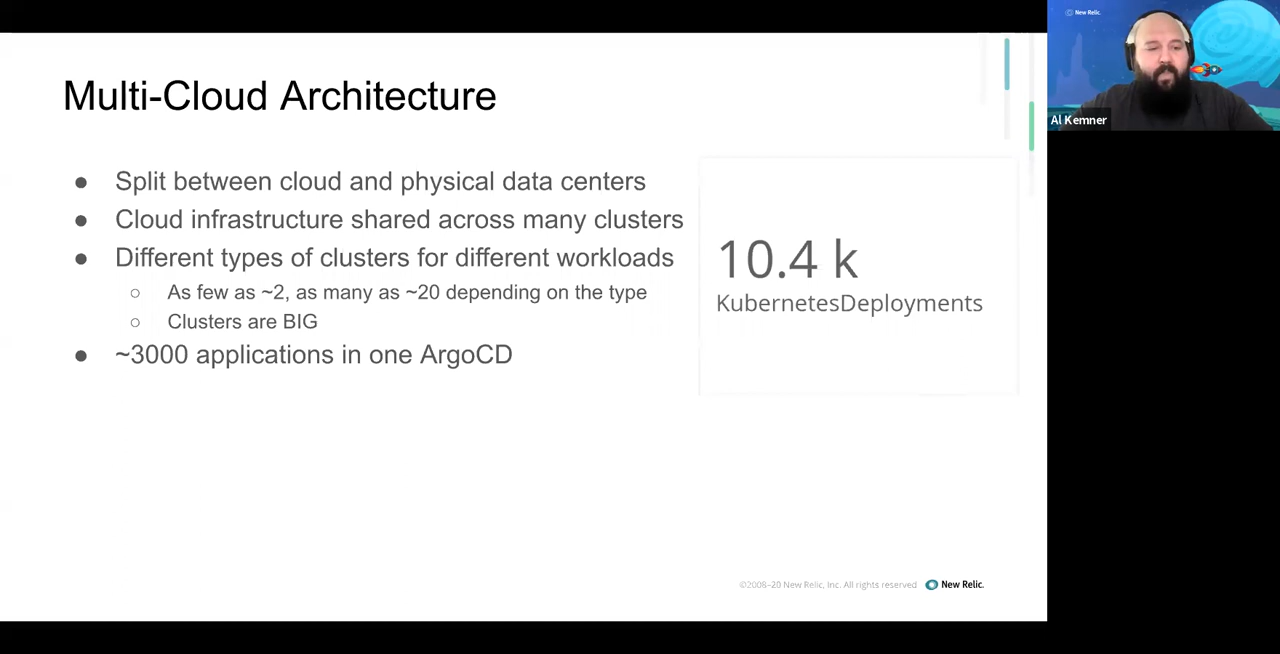 Multi-Cloud Architecture
● Split between cloud and physical data centers
● Cloud infrastructure shared across many clusters
● Different types of clusters for different workloads
○ As few as ~2, as many as ~20 depending on the type
○ Clusters are BIG
● ~3000 applications in one ArgoCD
10.4 k
KubernetesDeployments
©2008–20 New Relic, Inc. All rights reserved
New Relic.
New Relic.
Al Kemner